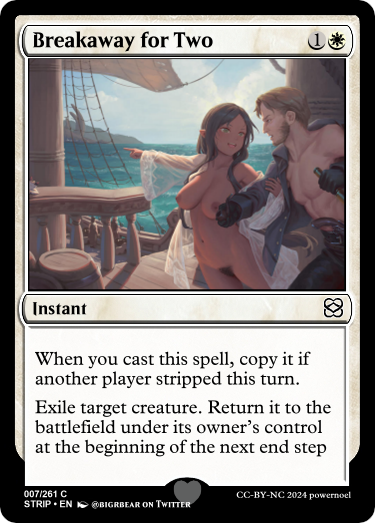 Breakaway for Two 1
Instant
When you cast this spell, copy it if
another player stripped this turn.
Exile target creature. Return it to the
battlefield under its owner's control
at the beginning of the next end step
007/261 C
STRIP • EN @BIGRBEAR ON TWITTER
CC-BY-NC 2024 powernoel